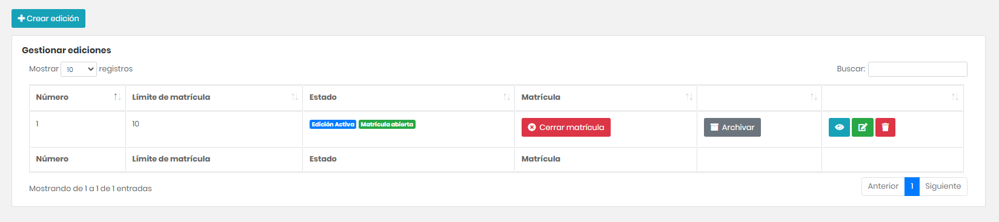 Crear edición
Gestionar ediciones
Mostrar 10 registros
Buscar:
Número Límite de matrícula Estado Matrícula
1 10 Edición Activa Matrícula abierta Cerrar matrícula Archivar
Número Límite de matrícula Estado Matrícula
Mostrando de 1 a 1 de 1 entradas
Anterior 1 Siguiente